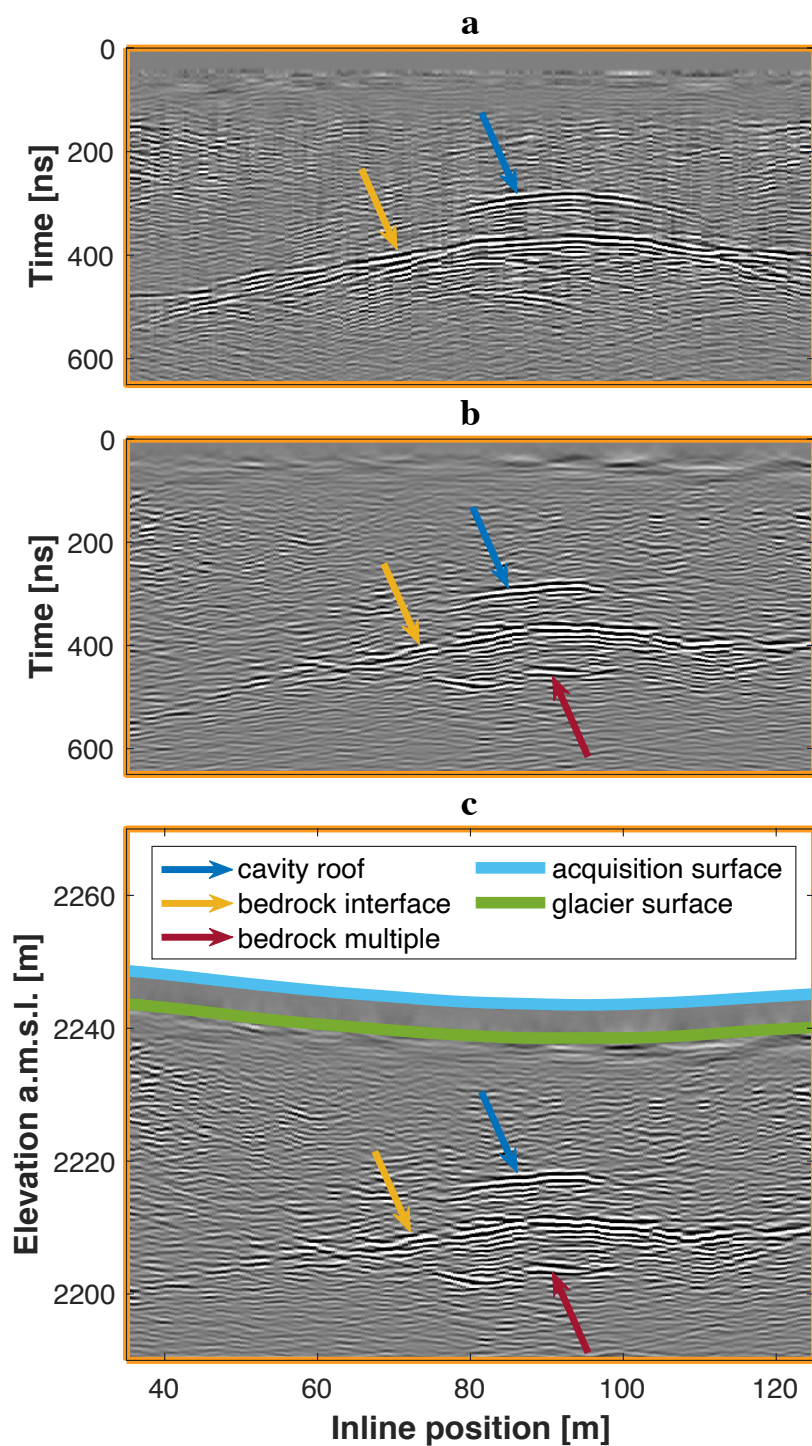 a
0
200
400
600
Time [ns]
b
0
200
400
600
Time [ns]
c
cavity roof
bedrock interface
bedrock multiple
acquisition surface
glacier surface
2260
2240
2220
2200
Elevation a.m.s.l. [m]
40 60 80 100 120
Inline position [m]